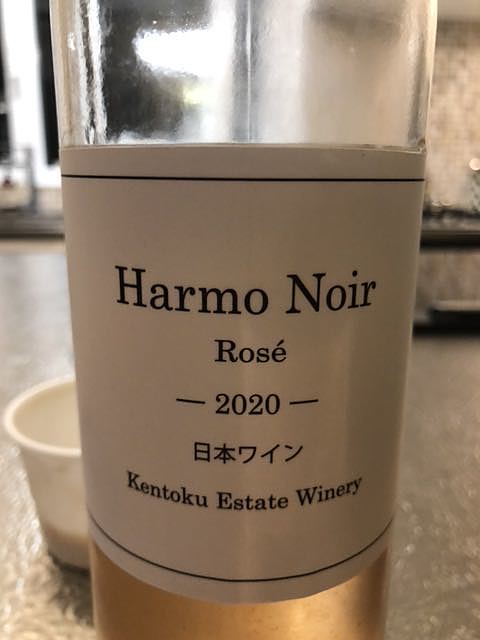 Harmo Noir
Rosé
— 2020 —
日本ワイン
Kentoku Estate Winery